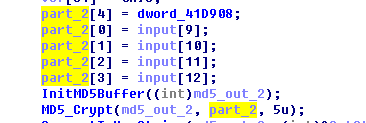 part_2[4] = dword_41D908;
part_2[0] = input[9];
part_2[1] = input[10];
part_2[2] = input[11];
part_2[3] = input[12];
InitMD5Buffer((int)md5_out_2);
MD5_Crypt(md5_out_2, part_2, 5u);